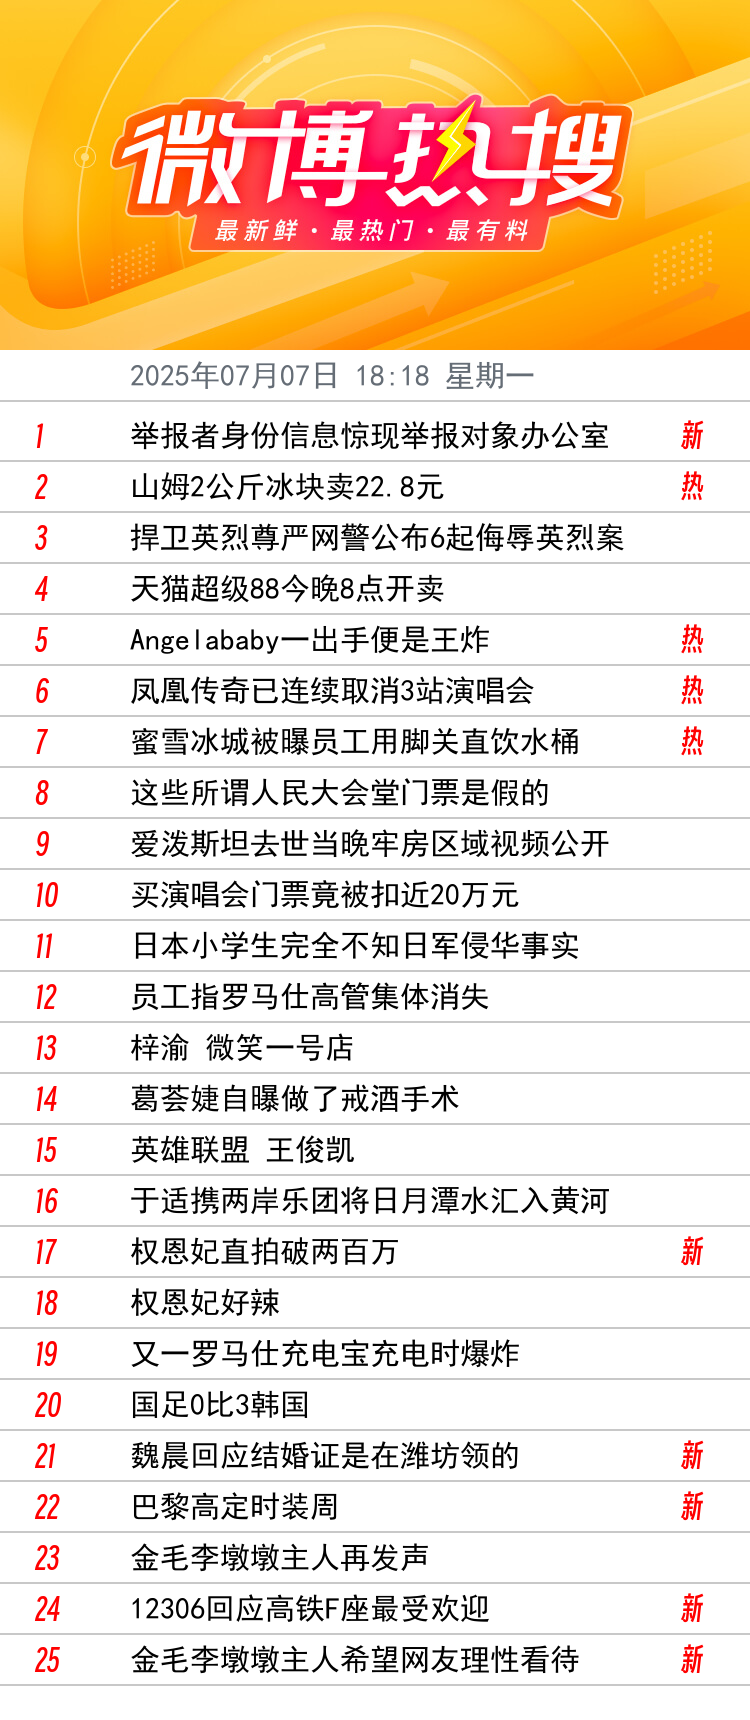 微博热搜
最新鲜·最热门·最有料
2025年07月07日 18:18 星期一
1 举报者身份信息惊现举报对象办公室 新
2 山姆2公斤冰块卖22.8元 热
3 捍卫英烈尊严网警公布6起侮辱英烈案
4 天猫超级88今晚8点开卖
5 Angelababy一出手便是王炸 热
6 凤凰传奇已连续取消3站演唱会 热
7 蜜雪冰城被曝员工用脚关直饮水桶 热
8 这些所谓人民大会堂门票是假的
9 爱泼斯坦去世当晚牢房区域视频公开
10 买演唱会门票竟被扣近20万元
11 日本小学生完全不知日军侵华事实
12 员工指罗马仕高管集体消失
13 梓渝 微笑一号店
14 葛荟婕自曝做了戒酒手术
15 英雄联盟 王俊凯
16 于适携两岸乐团将日月潭水汇入黄河
17 权恩妃直拍破两百万 新
18 权恩妃好辣
19 又一罗马仕充电宝充电时爆炸
20 国足0比3韩国
21 魏晨回应结婚证是在潍坊领的 新
22 巴黎高定时装周 新
23 金毛李墩墩主人再发声
24 12306回应高铁F座最受欢迎 新
25 金毛李墩墩主人希望网友理性看待 新